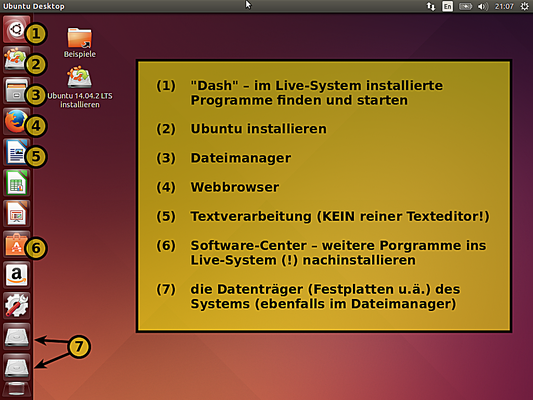 Ubuntu Desktop
En
21:07
1
2
3
4
5
6
7
Beispiele
Ubuntu 14.04.2 LTS
installieren
(1) "Dash" – im Live-System installierte
Programme finden und starten
(2) Ubuntu installieren
(3) Dateimanager
(4) Webbrowser
(5) Textverarbeitung (KEIN reiner Texteditor!)
(6) Software-Center – weitere Porgramme ins
Live-System (!) nachinstallieren
(7) die Datenträger (Festplatten u.ä.) des
Systems (ebenfalls im Dateimanager)